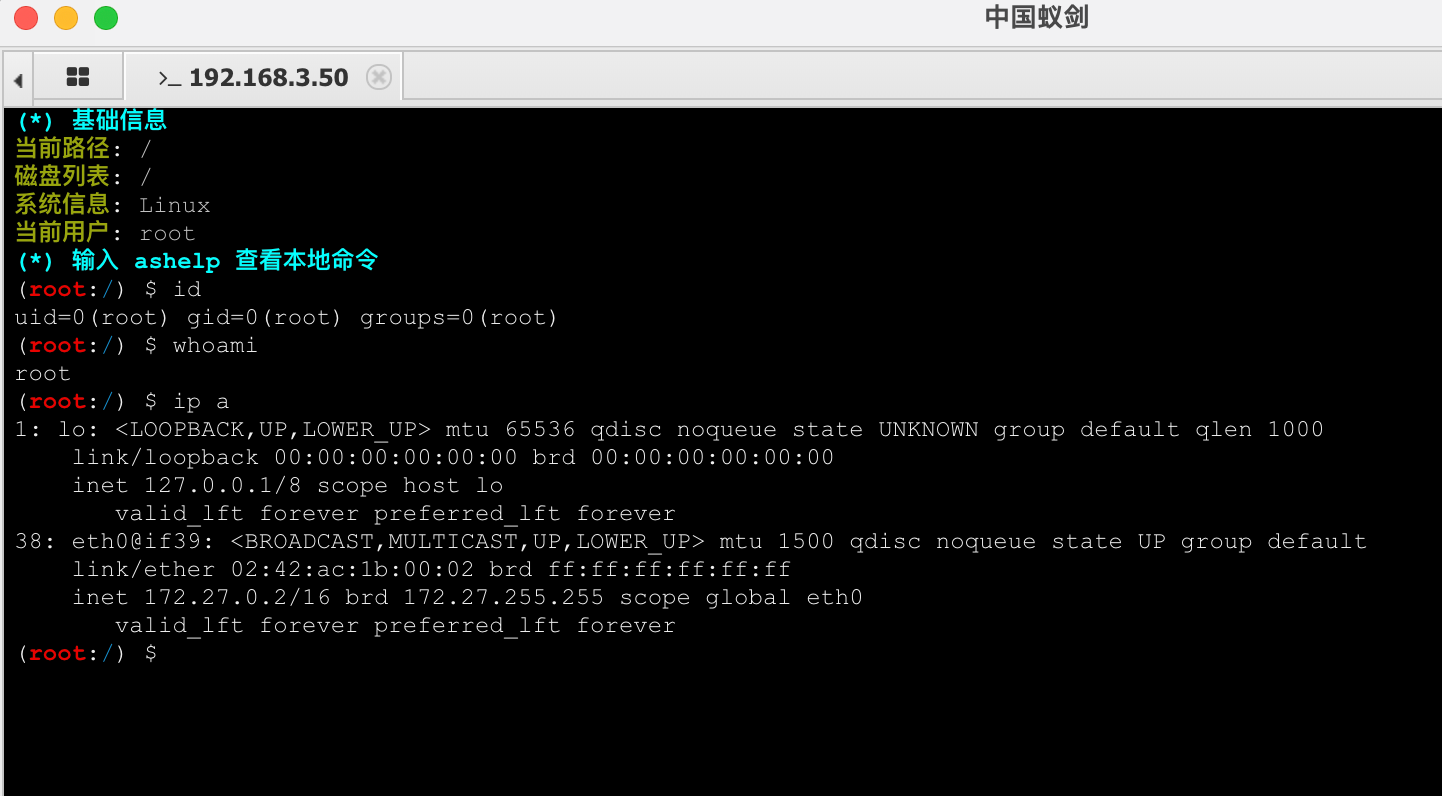 中国蚁剑
>_ 192.168.3.50
(*) 基础信息
当前路径: /
磁盘列表: /
系统信息: Linux
当前用户: root
(*) 输入 ashelp 查看本地命令
(root:/) $ id
uid=0(root) gid=0(root) groups=0(root)
(root:/) $ whoami
root
(root:/) $ ip a
1: lo: <LOOPBACK,UP,LOWER_UP> mtu 65536 qdisc noqueue state UNKNOWN group default qlen 1000
    link/loopback 00:00:00:00:00:00 brd 00:00:00:00:00:00
    inet 127.0.0.1/8 scope host lo
       valid_lft forever preferred_lft forever
38: eth0@if39: <BROADCAST,MULTICAST,UP,LOWER_UP> mtu 1500 qdisc noqueue state UP group default
    link/ether 02:42:ac:1b:00:02 brd ff:ff:ff:ff:ff:ff
    inet 172.27.0.2/16 brd 172.27.255.255 scope global eth0
       valid_lft forever preferred_lft forever
(root:/) $